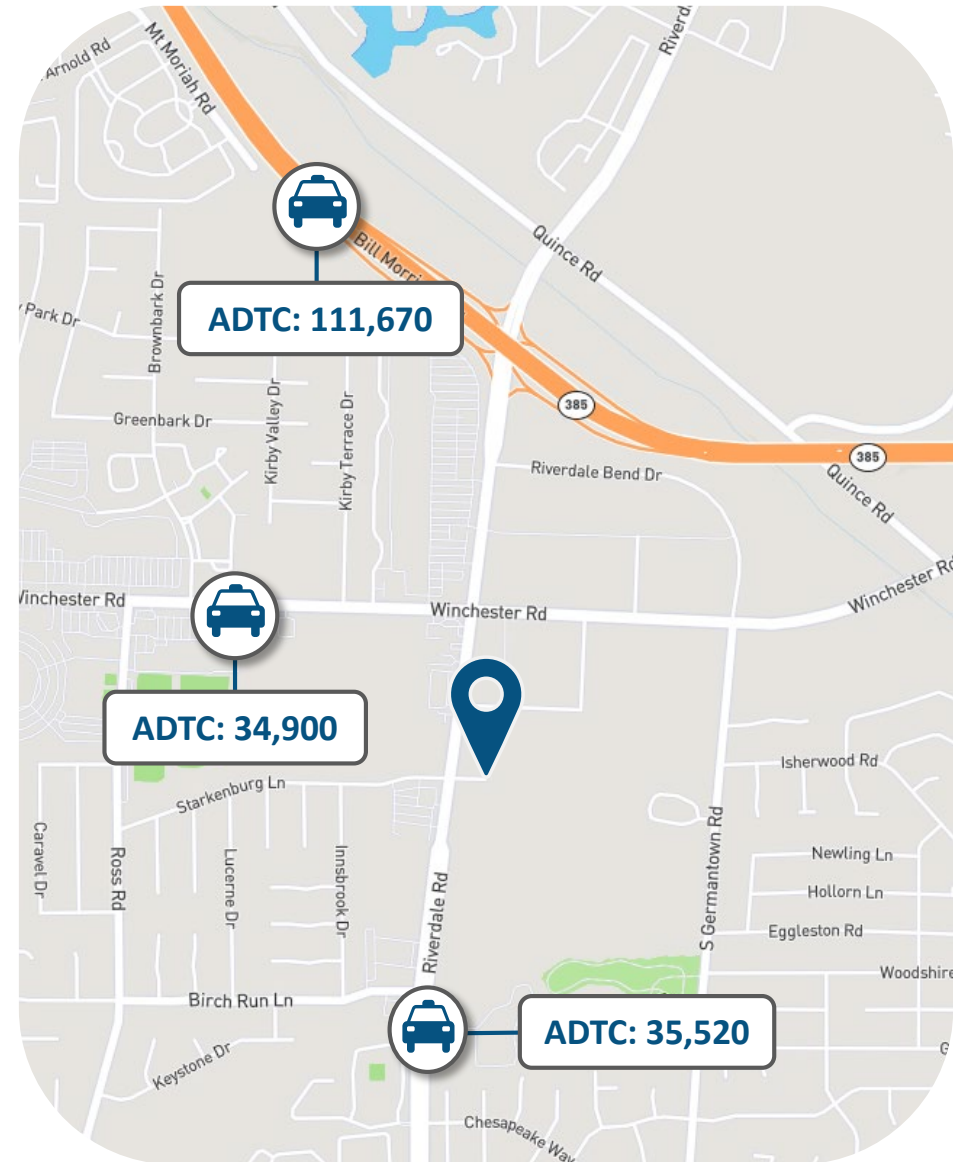 Arnold Rd
Mt Moriah Rd
Riverd
Quince Rd
Bill Morri
ADTC: 111,670
Park Dr
Brownbark Dr
Kirby Valley Dr
Kirby Terrace Dr
Greenbark Dr
385
385
Riverdale Bend Dr
Quince Rd
Winchester Rd
Winchester Rd
Winchester Rd
ADTC: 34,900
Starkenburg Ln
Isherwood Rd
Caravel Dr
Ross Rd
Lucerne Dr
Innsbrook Dr
Riverdale Rd
S Germantown Rd
Newling Ln
Hollorn Ln
Eggleston Rd
Woodshire
Birch Run Ln
ADTC: 35,520
Keystone Dr
G
Chesapeake Way